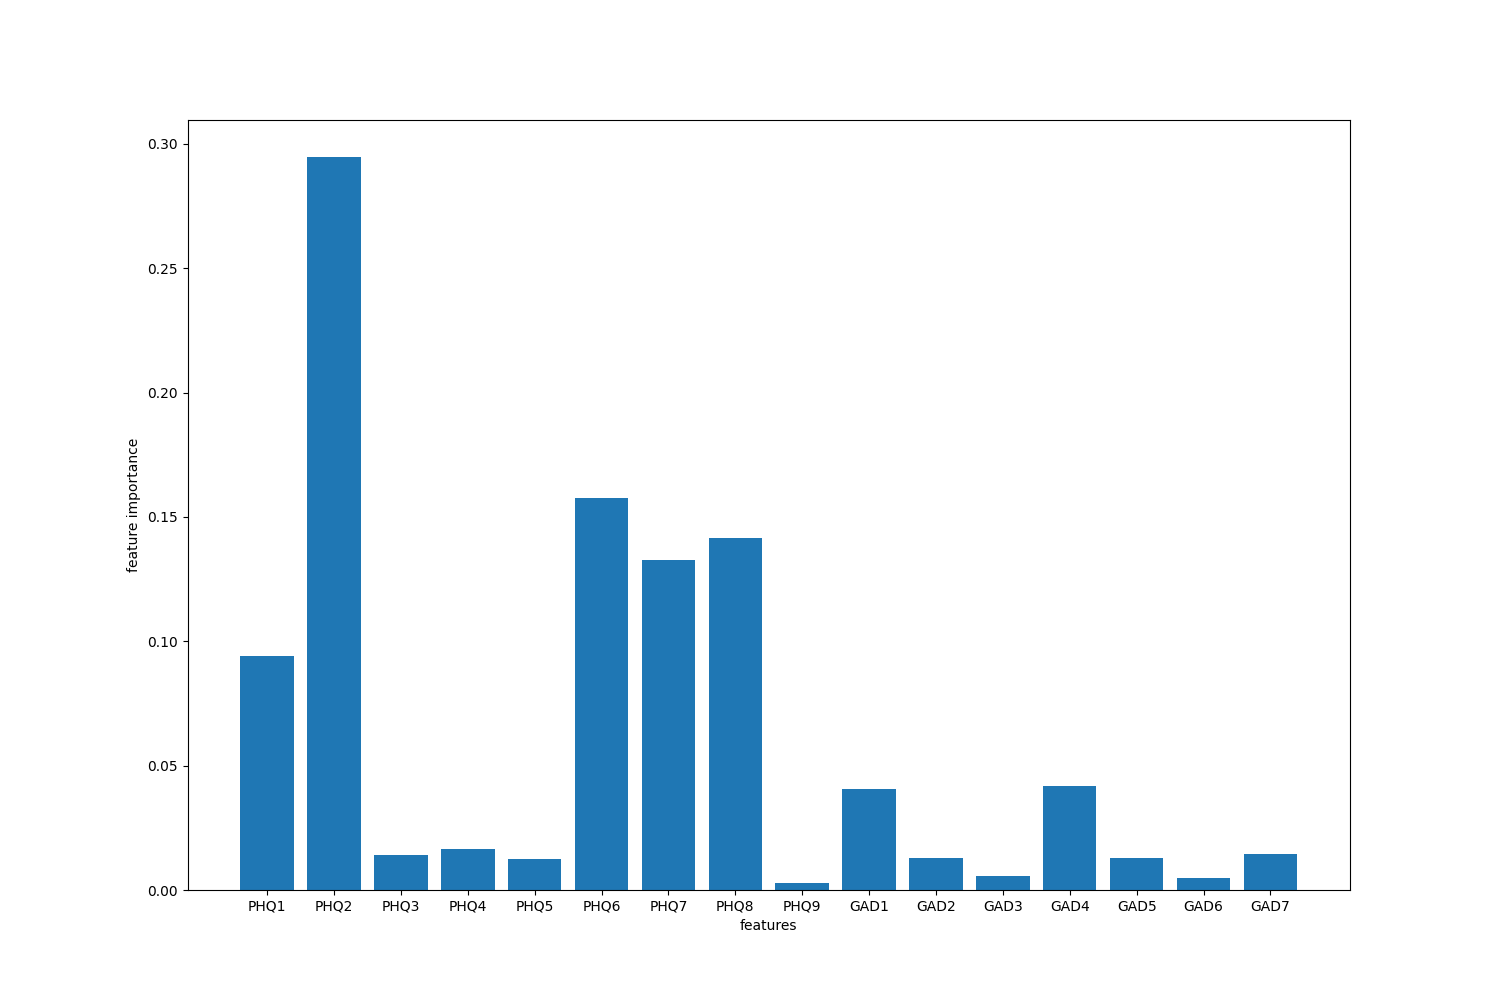 0.30
0.25
0.20
0.15
0.10
0.05
0.00
feature importance
PHQ1 PHQ2 PHQ3 PHQ4 PHQ5 PHQ6 PHQ7 PHQ8 PHQ9 GAD1 GAD2 GAD3 GAD4 GAD5 GAD6 GAD7
features